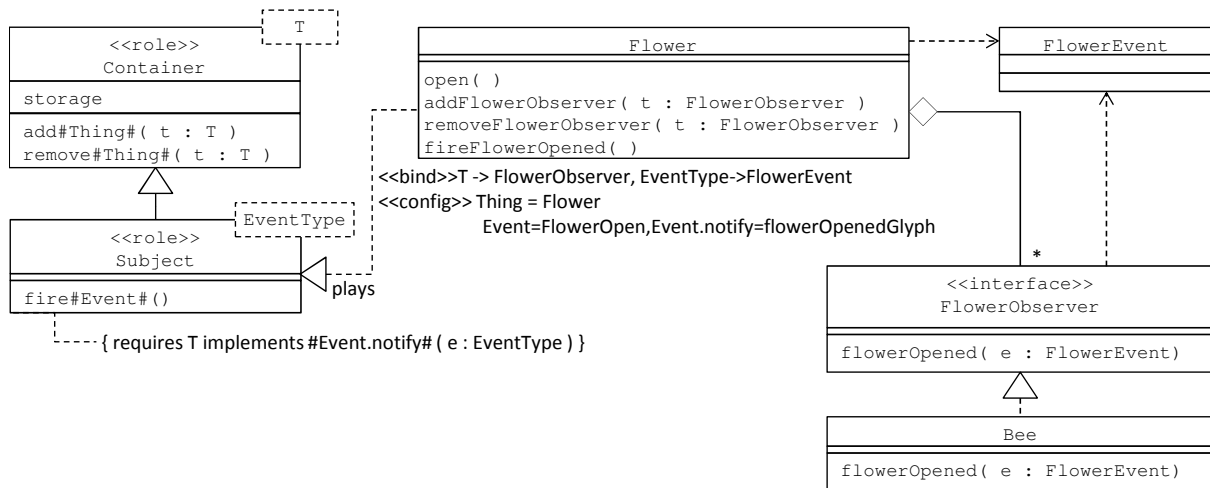 T
<<role>>
Container
storage
add#Thing#( t : T )
remove#Thing#( t : T )
EventType
<<role>>
Subject
fire#Event#()
{ requires T implements #Event.notify# ( e : EventType ) }
plays
Flower
open( )
addFlowerObserver( t : FlowerObserver )
removeFlowerObserver( t : FlowerObserver )
fireFlowerOpened( )
<<bind>>T -> FlowerObserver, EventType->FlowerEvent
<<config>> Thing = Flower
Event=FlowerOpen,Event.notify=flowerOpenedGlyph
FlowerEvent
*
<<interface>>
FlowerObserver
flowerOpened( e : FlowerEvent)
Bee
flowerOpened( e : FlowerEvent)